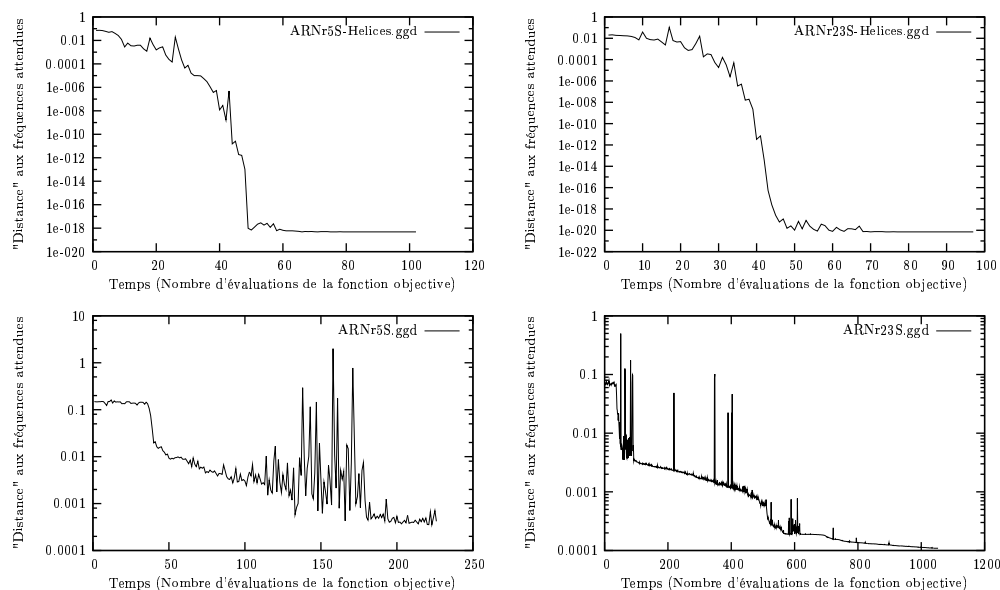 "Distance" aux fréquences attendues
1
0.01
0.0001
1e-006
1e-008
1e-010
1e-012
1e-014
1e-016
1e-018
1e-020
0 20 40 60 80 100 120
ARNr5S-Helices.ggd
Temps (Nombre d'évaluations de la fonction objective)
"Distance" aux fréquences attendues
1
0.01
0.0001
1e-006
1e-008
1e-010
1e-012
1e-014
1e-016
1e-018
1e-020
1e-022
0 10 20 30 40 50 60 70 80 90 100
ARNr23S-Helices.ggd
Temps (Nombre d'évaluations de la fonction objective)
"Distance" aux fréquences attendues
10
1
0.1
0.01
0.001
0.0001
0 50 100 150 200 250
ARNr5S.ggd
Temps (Nombre d'évaluations de la fonction objective)
"Distance" aux fréquences attendues
1
0.1
0.01
0.001
0.0001
0 200 400 600 800 1000 1200
ARNr23S.ggd
Temps (Nombre d'évaluations de la fonction objective)